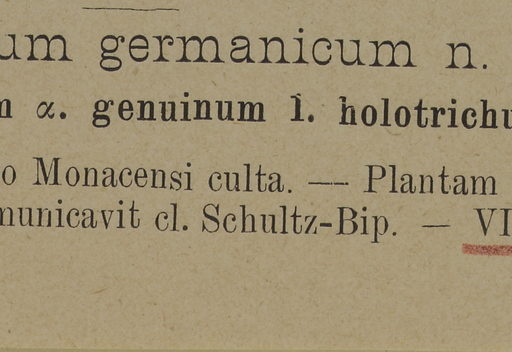 um germanicum n.
m α. genuinum 1. holotrichu
o Monacensi culta. — Plantam
municavit cl. Schultz-Bip. — VI